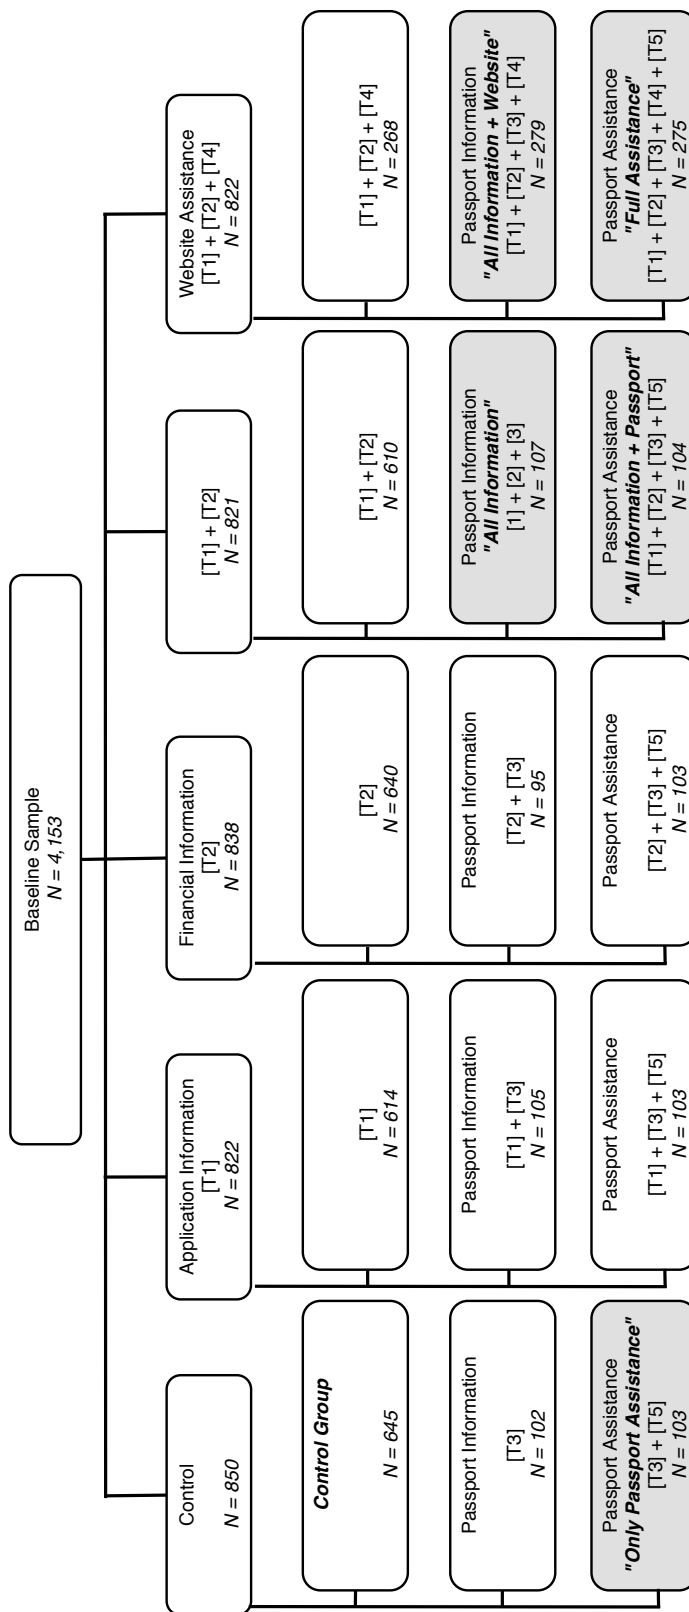 Baseline Sample
N = 4,153
Control
N = 850
Application Information
[T1]
N = 822
Financial Information
[T2]
N = 838
[T1] + [T2]
N = 821
Website Assistance
[T1] + [T2] + [T4]
N = 822
Control Group
N = 645
[T1]
N = 614
[T2]
N = 640
[T1] + [T2]
N = 610
[T1] + [T2] + [T4]
N = 268
Passport Information
[T3]
N = 102
Passport Information
[T1] + [T3]
N = 105
Passport Information
[T2] + [T3]
N = 95
Passport Information
"All Information"
[1] + [2] + [3]
N = 107
Passport Information
"All Information + Website"
[T1] + [T2] + [T3] + [T4]
N = 279
Passport Assistance
"Only Passport Assistance"
[T3] + [T5]
N = 103
Passport Assistance
[T1] + [T3] + [T5]
N = 103
Passport Assistance
[T2] + [T3] + [T5]
N = 103
Passport Assistance
"All Information + Passport"
[T1] + [T2] + [T3] + [T5]
N = 104
Passport Assistance
"Full Assistance"
[T1] + [T2] + [T3] + [T4] + [T5]
N = 275